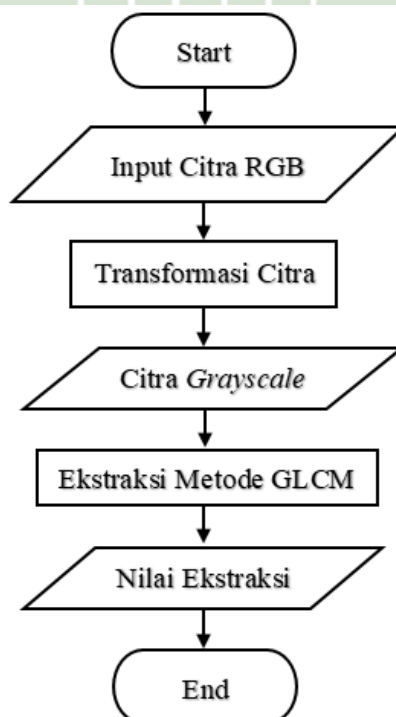 Start
Input Citra RGB
Transformasi Citra
Citra Grayscale
Ekstraksi Metode GLCM
Nilai Ekstraksi
End